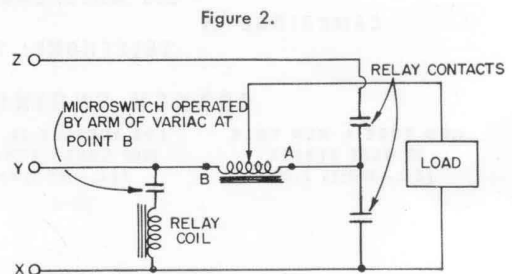 Figure 2.
Z
RELAY CONTACTS
MICROSWITCH OPERATED
BY ARM OF VARIAC AT
POINT B
A
Y
B
LOAD
RELAY
COIL
X